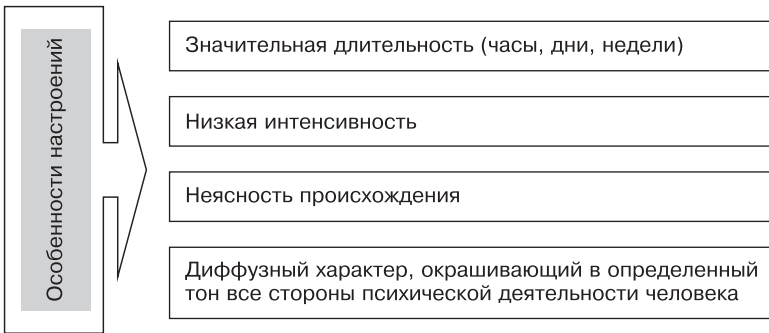 Особенности настроений
Значительная длительность (часы, дни, недели)
Низкая интенсивность
Неясность происхождения
Диффузный характер, окрашивающий в определенный
тон все стороны психической деятельности человека